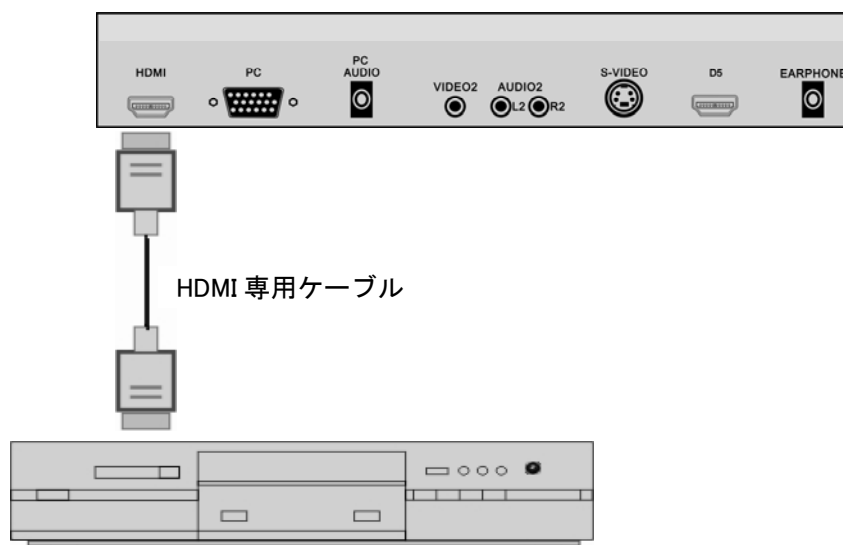 HDMI
PC
PC
AUDIO
VIDEO2
AUDIO2
L2
R2
S-VIDEO
D5
EARPHONE
HDMI 専用ケーブル